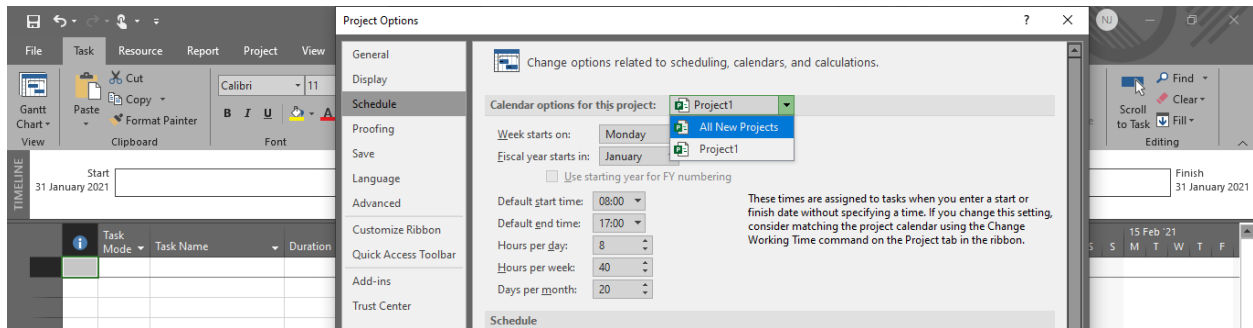 Project Options
?
NJ
File Task Resource Report Project View
Gantt Chart
View
Paste
Cut
Copy
Format Painter
Clipboard
Calibri 11
B I U A
Font
General
Display
Schedule
Proofing
Save
Language
Advanced
Customize Ribbon
Quick Access Toolbar
Add-ins
Trust Center
Change options related to scheduling, calendars, and calculations.
Calendar options for this project: Project1
All New Projects
Project1
Week starts on: Monday
Fiscal year starts in: January
Use starting year for FY numbering
Default start time: 08:00
Default end time: 17:00
Hours per day: 8
Hours per week: 40
Days per month: 20
These times are assigned to tasks when you enter a start or
finish date without specifying a time. If you change this setting,
consider matching the project calendar using the Change
Working Time command on the Project tab in the ribbon.
Schedule
Scroll
to Task
Find
Clear
Fill
Editing
TIMELINE
Start
31 January 2021
Finish
31 January 2021
Task
Mode
Task Name
Duration
15 Feb '21
S S M T W T F